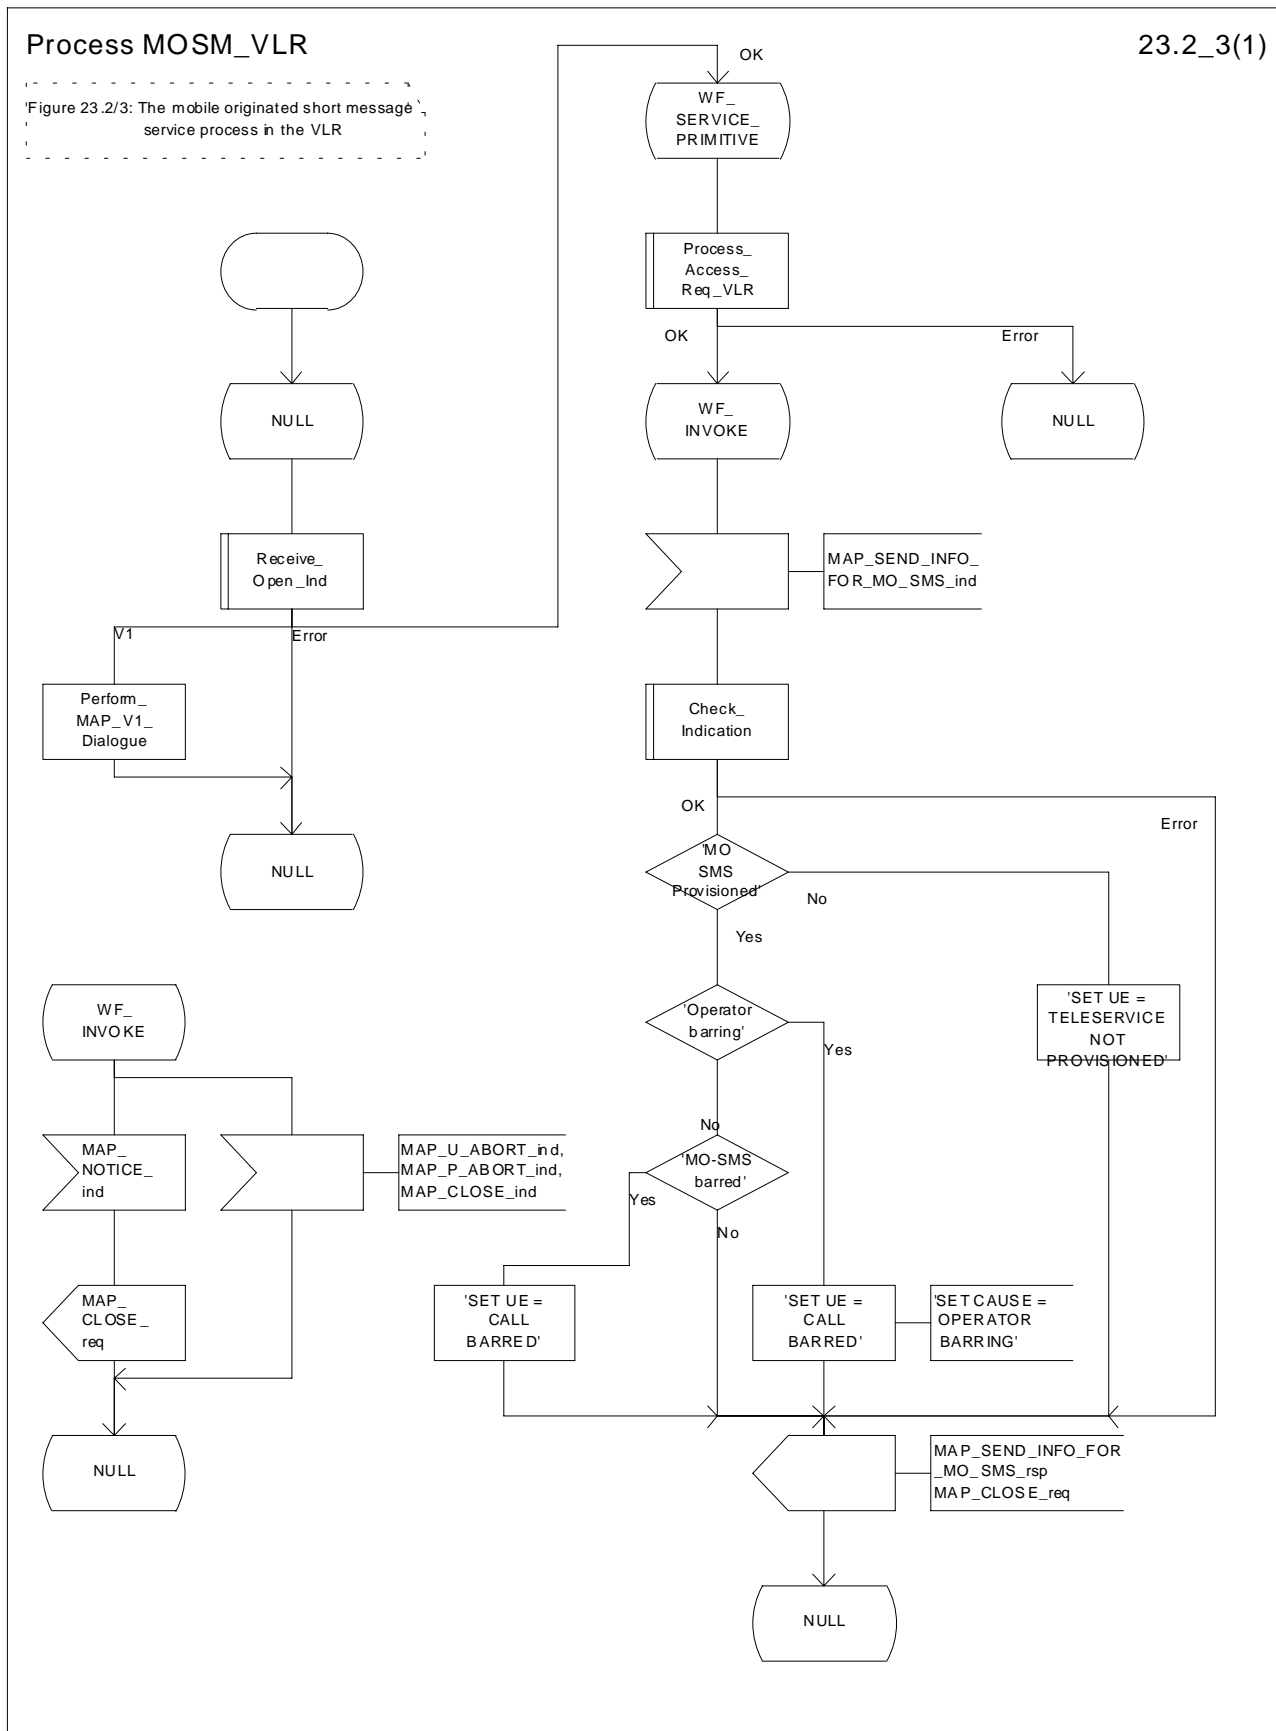 Process MOSM_VLR
23.2_3(1)
'Figure 23.2/3: The mobile originated short message
service process in the VLR
OK
WF_
SERVICE_
PRIMITIVE
Process_
Access_
Req_VLR
OK
Error
NULL
WF_
INVOKE
NULL
Receive_
Open_Ind
MAP_SEND_INFO_
FOR_MO_SMS_ind
V1
Error
Perform_
MAP_V1_
Dialogue
Check_
Indication
OK
Error
NULL
'MO
SMS
Provisioned'
No
Yes
WF_
INVOKE
'Operator
barring'
Yes
'SET UE =
TELESERVICE
NOT
PROVISIONED'
No
MAP_
NOTICE_
ind
MAP_U_ABORT_ind,
MAP_P_ABORT_ind,
MAP_CLOSE_ind
'MO-SMS
barred'
Yes
No
MAP_
CLOSE_
req
'SET UE =
CALL
BARRED'
'SET UE =
CALL
BARRED'
'SET CAUSE =
OPERATOR
BARRING'
NULL
MAP_SEND_INFO_FOR
_MO_SMS_rsp
MAP_CLOSE_req
NULL